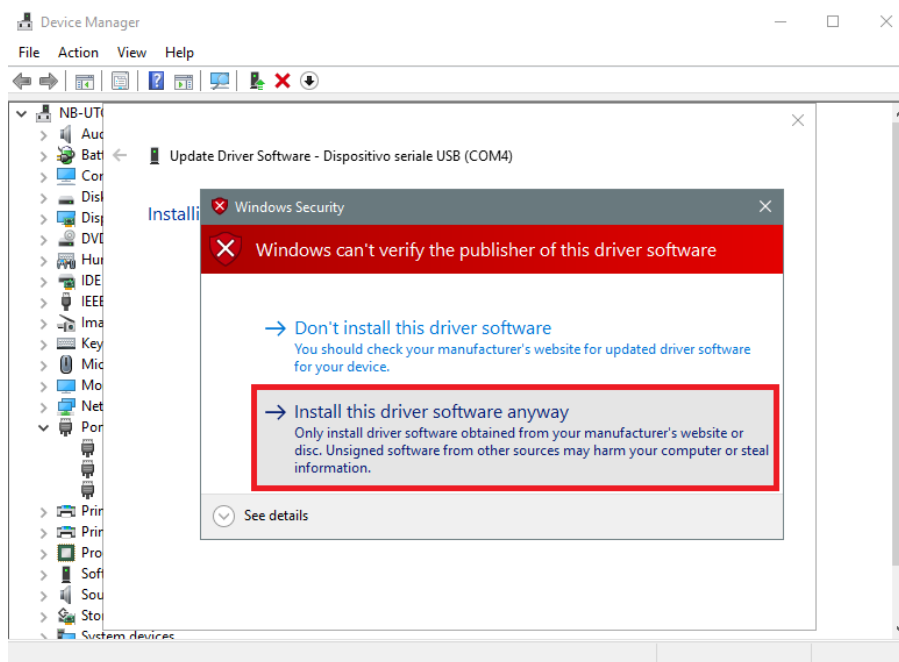 Device Manager
File Action View Help
NB-UT
Aud
Batt
Cor
Disk
Disp
DVD
Hur
IDE
IEEE
Ima
Key
Mic
Mo
Net
Por
Prin
Prin
Pro
Soft
Sou
Sto
System devices
Update Driver Software - Dispositivo seriale USB (COM4)
Installi
Windows Security
Windows can't verify the publisher of this driver software
Don't install this driver software
You should check your manufacturer's website for updated driver software
for your device.
Install this driver software anyway
Only install driver software obtained from your manufacturer's website or
disc. Unsigned software from other sources may harm your computer or steal
information.
See details